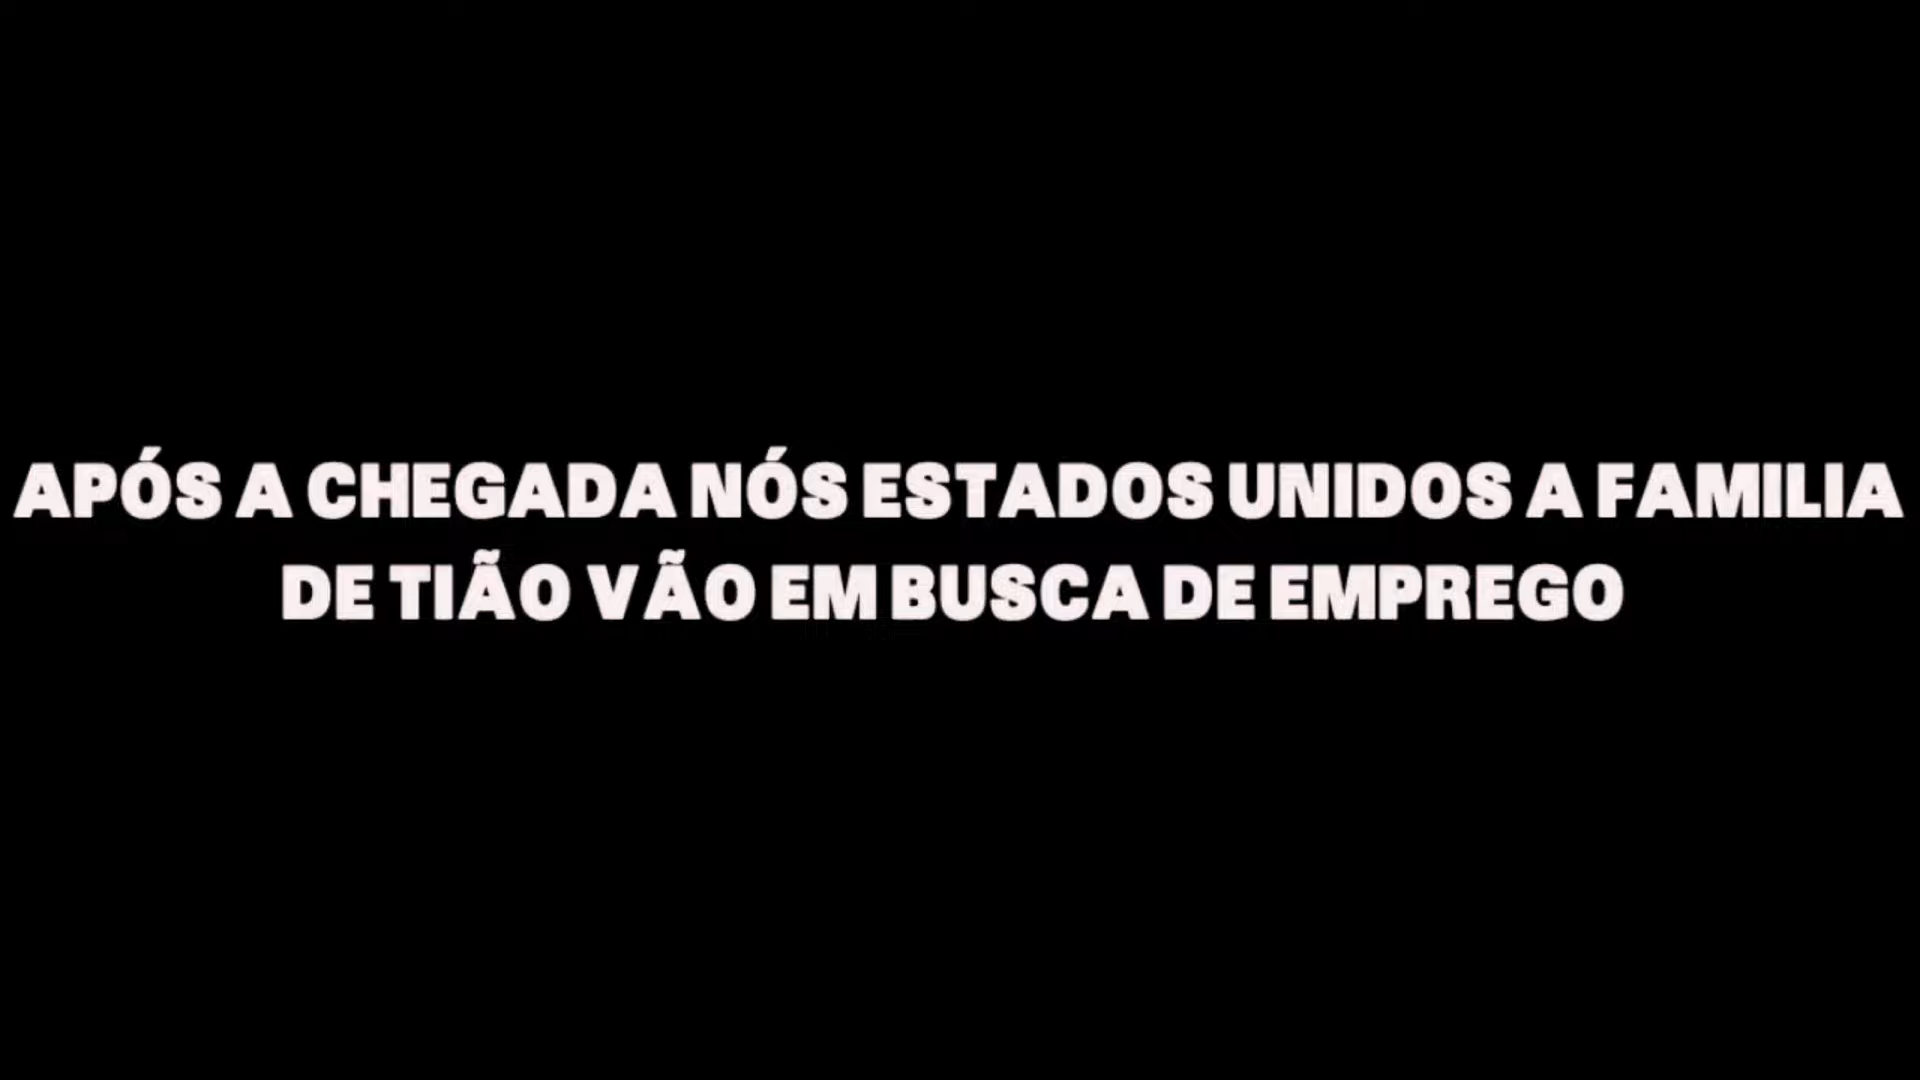 APÓS A CHEGADA NÓS ESTADOS UNIDOS A FAMILIA
DE TIÃO VÃO EM BUSCA DE EMPREGO